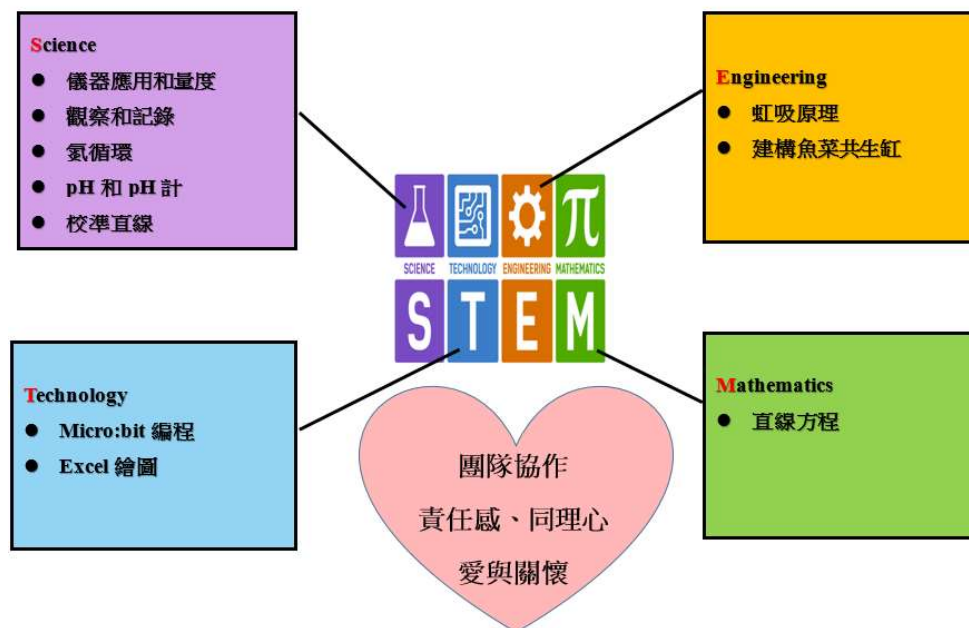 Science
● 儀器應用和量度
● 觀察和記錄
● 氮循環
● pH 和 pH 計
● 校準直線
Engineering
● 虹吸原理
● 建構魚菜共生缸
π
SCIENCE TECHNOLOGY ENGINEERING MATHEMATICS
STEM
Technology
● Micro:bit 編程
● Excel 繪圖
Mathematics
● 直線方程
團隊協作
責任感、同理心
愛與關懷